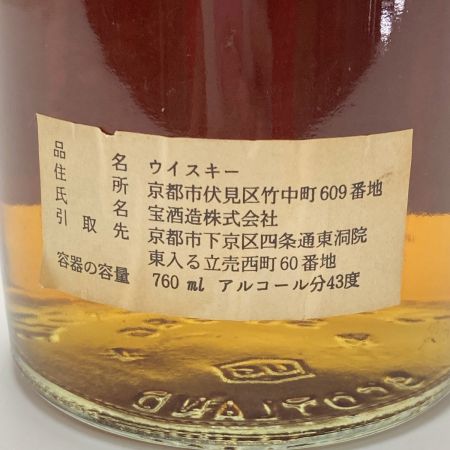 品名 ウイスキー
住所 京都市伏見区竹中町609番地
氏名 宝酒造株式会社
引取先 京都市下京区四条通東洞院
東入る立売西町60番地
容器の容量 760 ml アルコール分43度